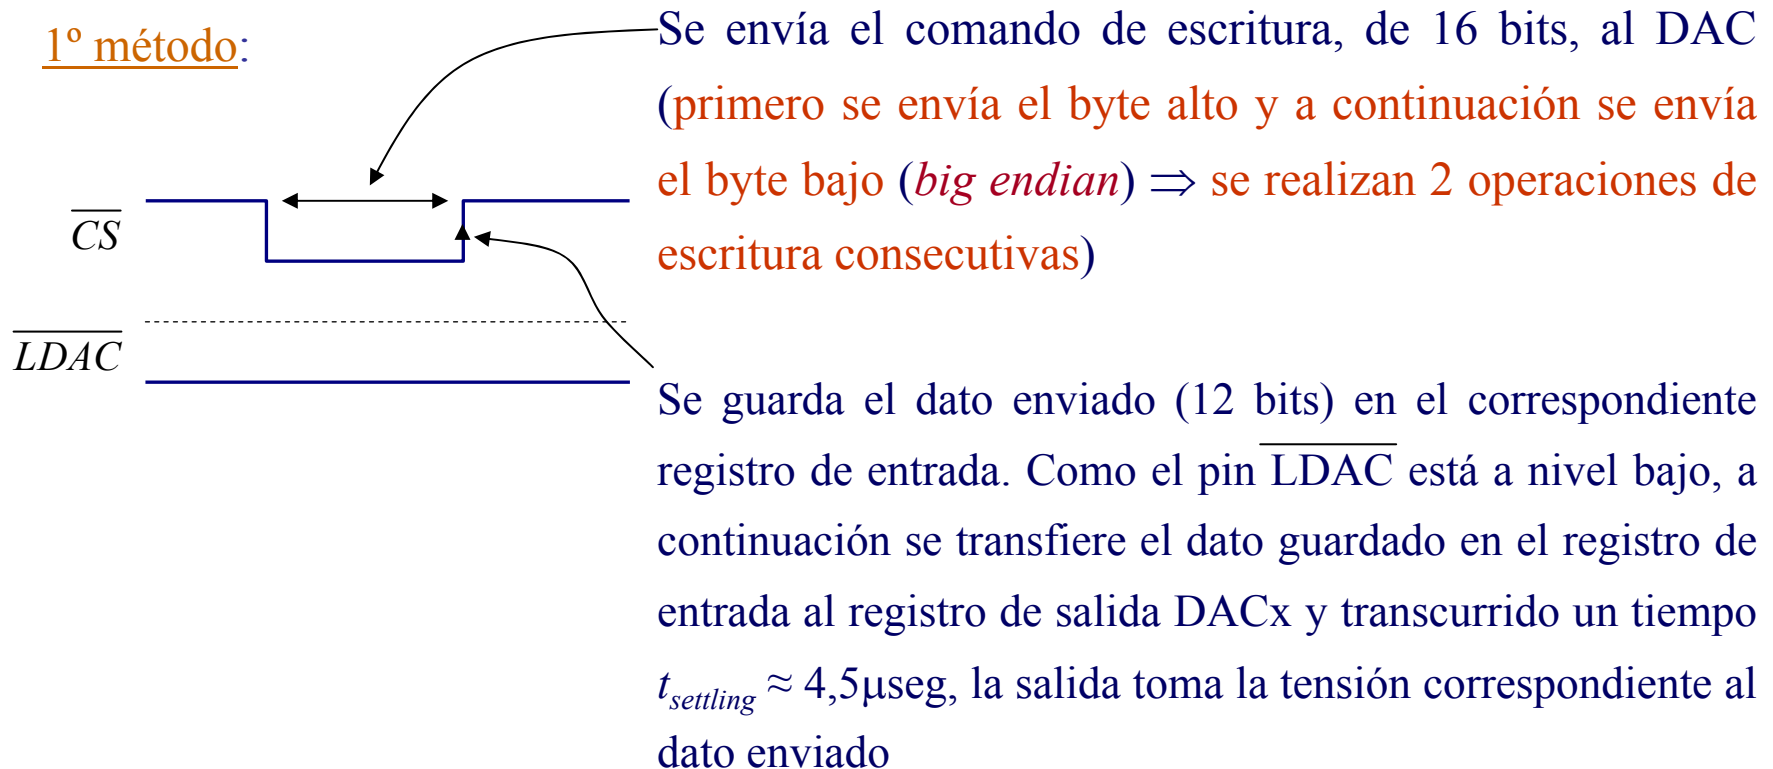 1º método:
Se envía el comando de escritura, de 16 bits, al DAC
(primero se envía el byte alto y a continuación se envía
el byte bajo (big endian) ⇒ se realizan 2 operaciones de
escritura consecutivas)
CS
LDAC
Se guarda el dato enviado (12 bits) en el correspondiente
registro de entrada. Como el pin LDAC está a nivel bajo, a
continuación se transfiere el dato guardado en el registro de
entrada al registro de salida DACx y transcurrido un tiempo
tsettling ≈ 4,5μseg, la salida toma la tensión correspondiente al
dato enviado